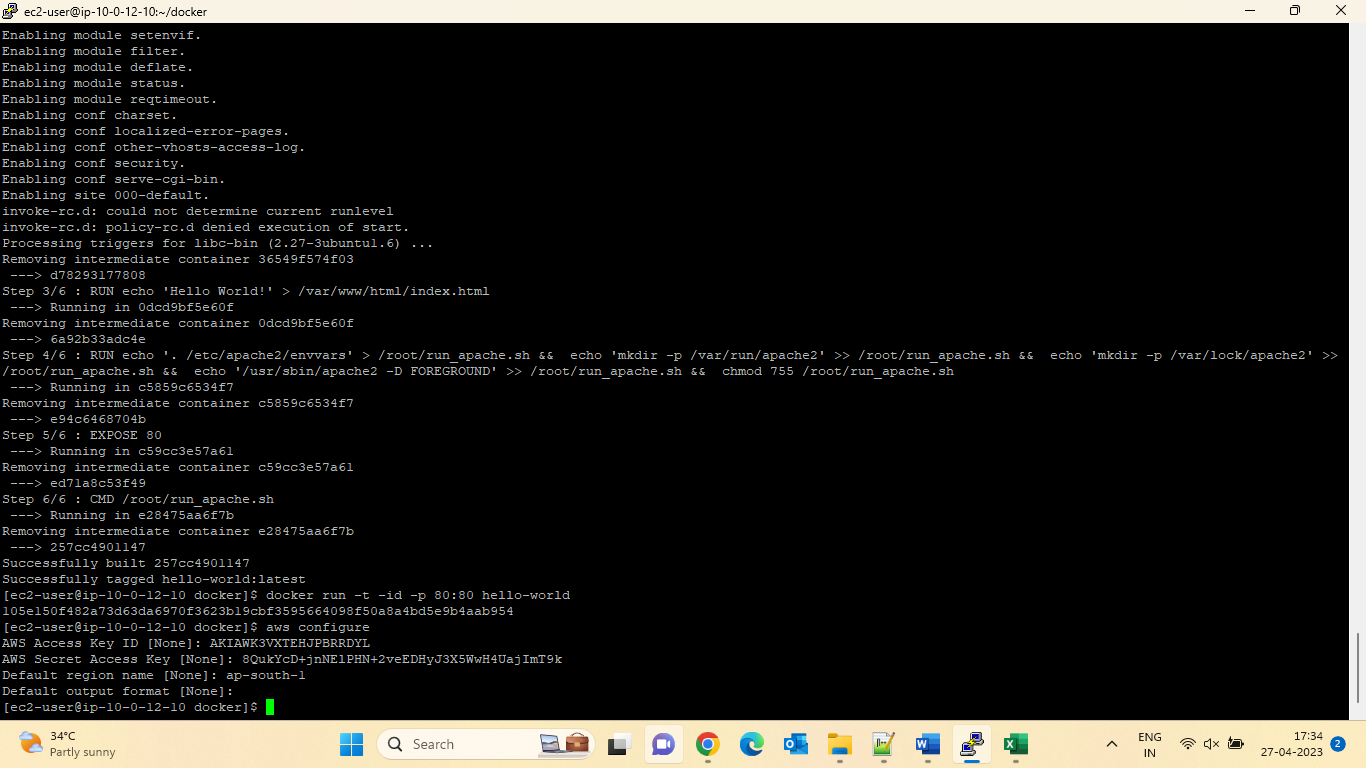 ec2-user@ip-10-0-12-10:~/docker
Enabling module setenvif.
Enabling module filter.
Enabling module deflate.
Enabling module status.
Enabling module reqtimeout.
Enabling conf charset.
Enabling conf localized-error-pages.
Enabling conf other-vhosts-access-log.
Enabling conf security.
Enabling conf serve-cgi-bin.
Enabling site 000-default.
invoke-rc.d: could not determine current runlevel
invoke-rc.d: policy-rc.d denied execution of start.
Processing triggers for libc-bin (2.27-3ubuntu1.6) ...
Removing intermediate container 36549f574f03
 ---> d78293177808
Step 3/6 : RUN echo 'Hello World!' > /var/www/html/index.html
 ---> Running in 0dcd9bf5e60f
Removing intermediate container 0dcd9bf5e60f
 ---> 6a92b33adc4e
Step 4/6 : RUN echo '. /etc/apache2/envvars' > /root/run_apache.sh &&  echo 'mkdir -p /var/run/apache2' >> /root/run_apache.sh &&  echo 'mkdir -p /var/lock/apache2' >>
/root/run_apache.sh &&  echo '/usr/sbin/apache2 -D FOREGROUND' >> /root/run_apache.sh &&  chmod 755 /root/run_apache.sh
 ---> Running in c5859c6534f7
Removing intermediate container c5859c6534f7
 ---> e94c6468704b
Step 5/6 : EXPOSE 80
 ---> Running in c59cc3e57a61
Removing intermediate container c59cc3e57a61
 ---> ed71a8c53f49
Step 6/6 : CMD /root/run_apache.sh
 ---> Running in e28475aa6f7b
Removing intermediate container e28475aa6f7b
 ---> 257cc4901147
Successfully built 257cc4901147
Successfully tagged hello-world:latest
[ec2-user@ip-10-0-12-10 docker]$ docker run -t -id -p 80:80 hello-world
105e150f482a73d63da6970f3623b19cbf3595664098f50a8a4bd5e9b4aab954
[ec2-user@ip-10-0-12-10 docker]$ aws configure
AWS Access Key ID [None]: AKIAWK3VXTEHJPBRRDYL
AWS Secret Access Key [None]: 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
Default region name [None]: ap-south-1
Default output format [None]:
[ec2-user@ip-10-0-12-10 docker]$
34°C
Partly sunny
Search
ENG
IN
17:34
27-04-2023
2